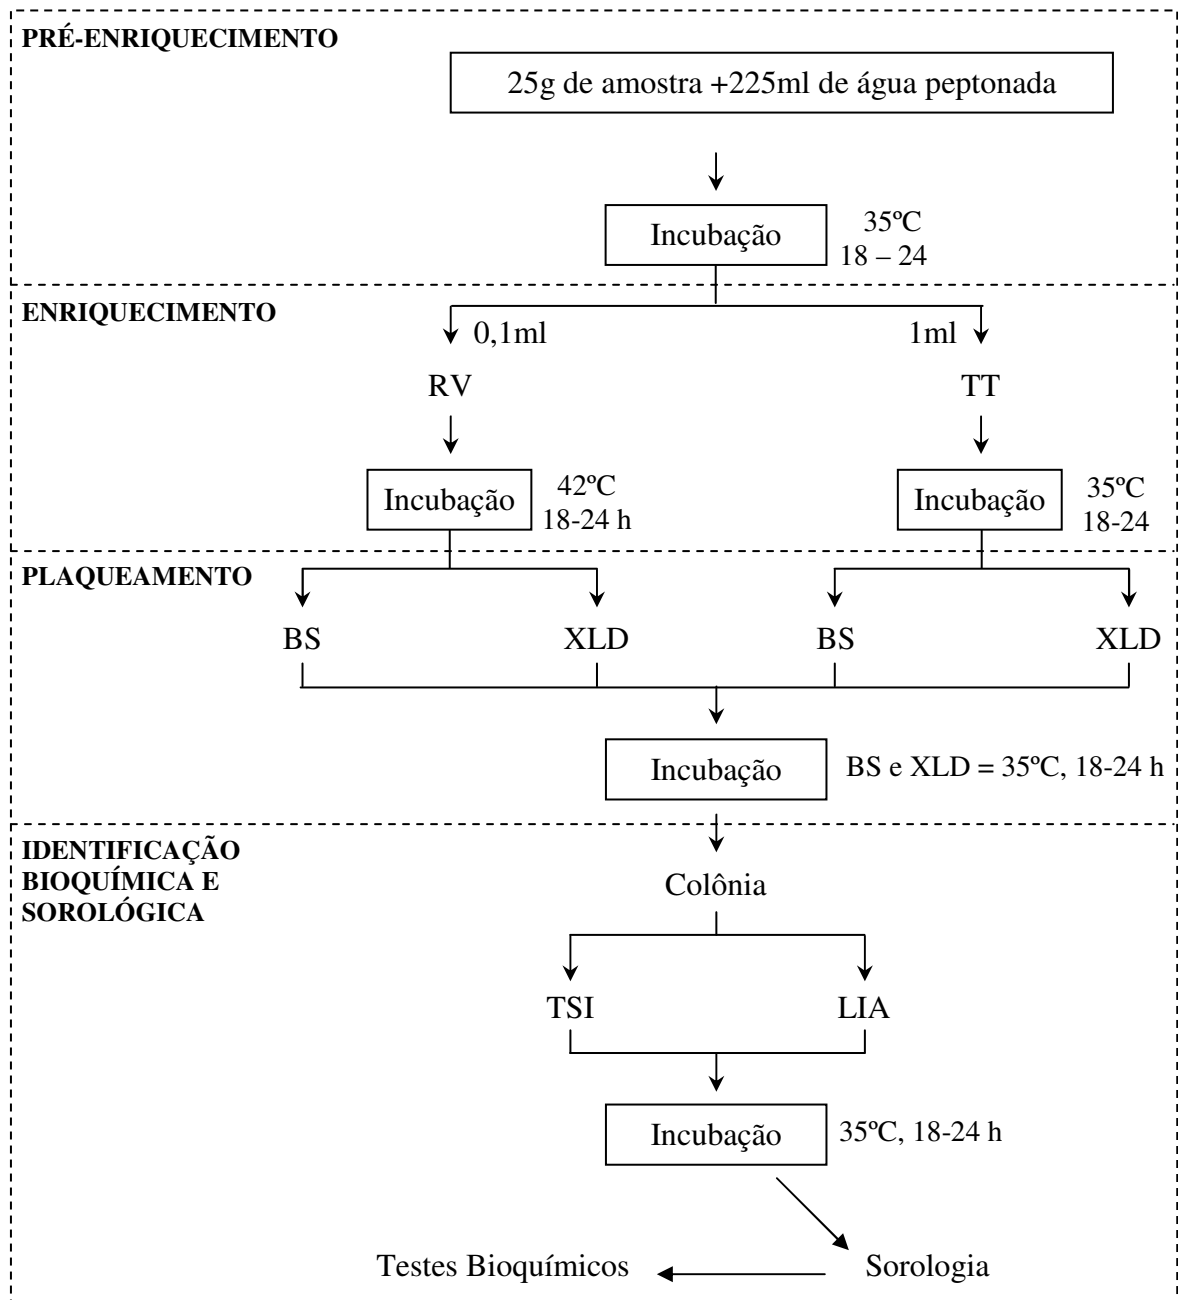 PRÉ-ENRIQUECIMENTO
25g de amostra +225ml de água peptonada
Incubação
35ºC
18 – 24
ENRIQUECIMENTO
0,1ml
1ml
RV
TT
Incubação
42ºC
18-24 h
Incubação
35ºC
18-24
PLAQUEAMENTO
BS
XLD
BS
XLD
Incubação
BS e XLD = 35ºC, 18-24 h
IDENTIFICAÇÃO
BIOQUÍMICA E
SOROLÓGICA
Colônia
TSI
LIA
Incubação
35ºC, 18-24 h
Testes Bioquímicos
Sorologia